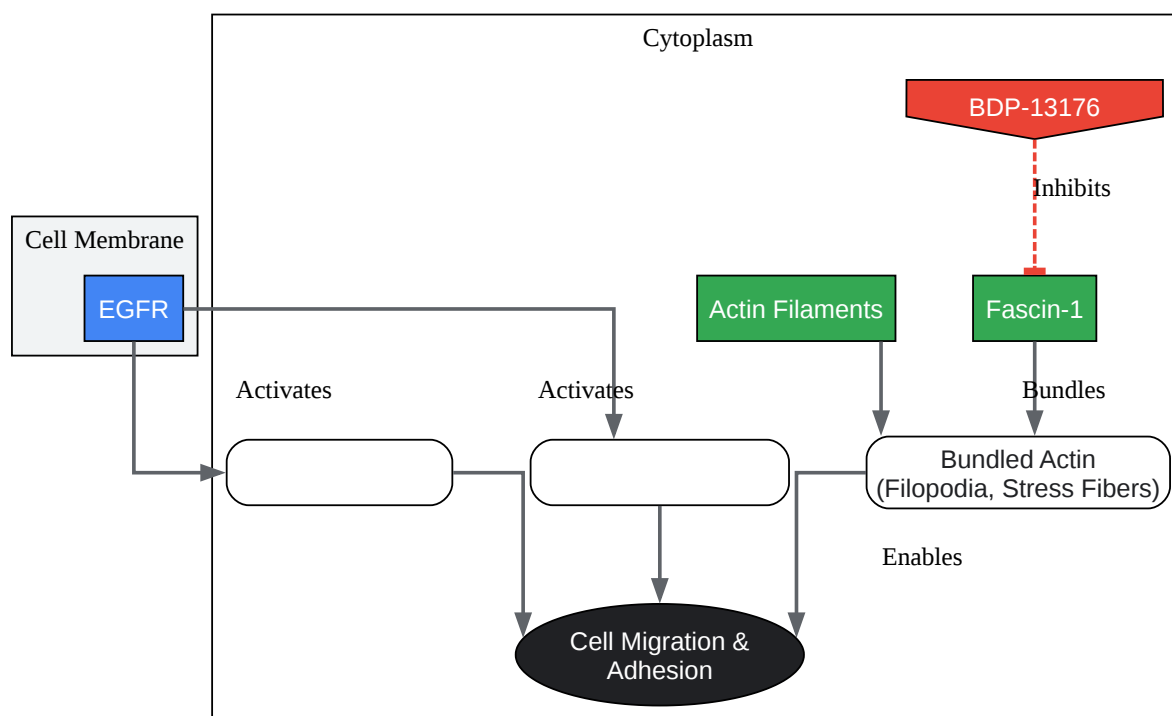 Cytoplasm
BDP-13176
Inhibits
Cell Membrane
EGFR
Actin Filaments
Fascin-1
Activates
Activates
Bundles
Bundled Actin
(Filopodia, Stress Fibers)
Enables
Cell Migration &
Adhesion